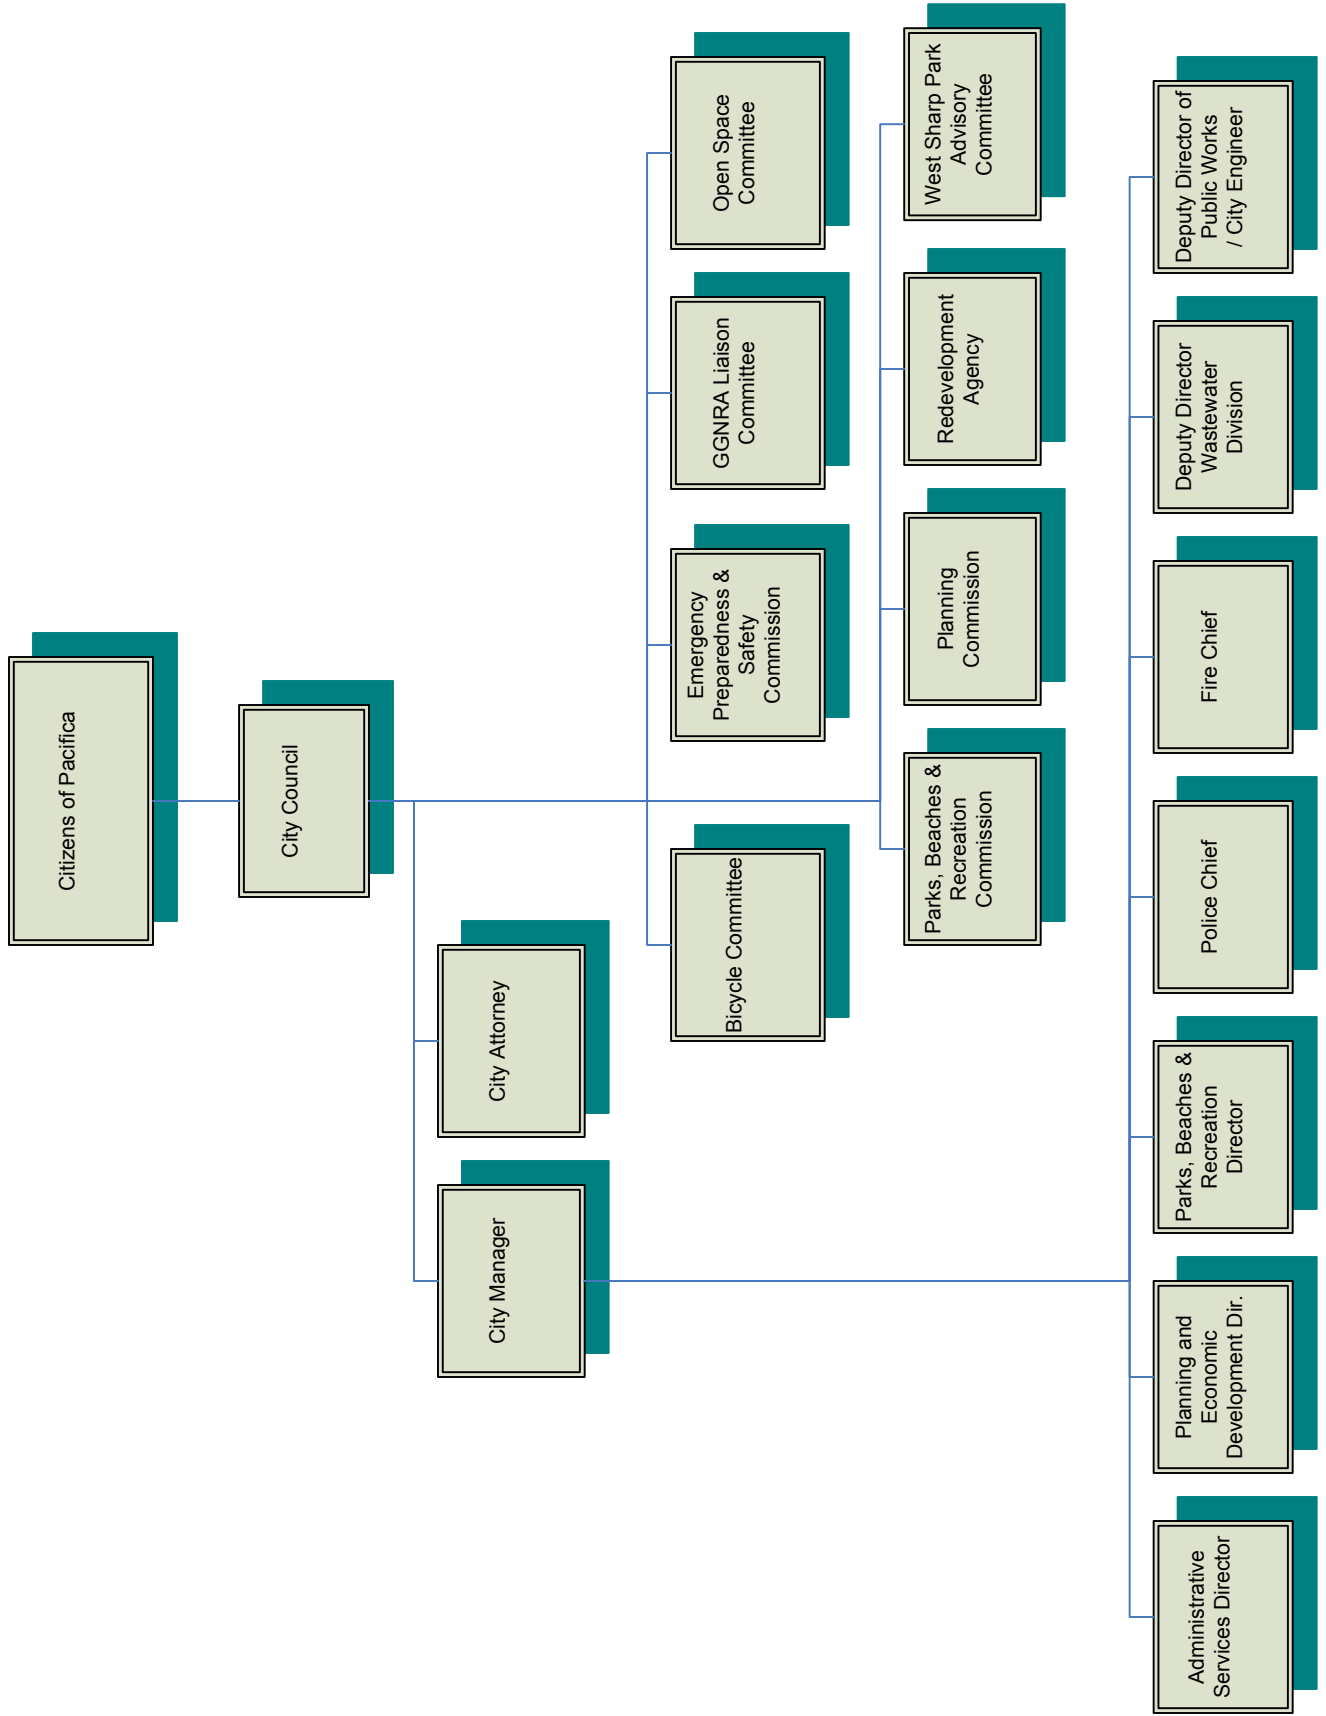 Citizens of Pacifica
City Council
City Manager
City Attorney
Bicycle Committee
Emergency
Preparedness &
Safety
Commission
GGNRA Liaison
Committee
Open Space
Committee
Parks, Beaches &
Recreation
Commission
Planning
Commission
Redevelopment
Agency
West Sharp Park
Advisory
Committee
Administrative
Services Director
Planning and
Economic
Development Dir.
Parks, Beaches &
Recreation
Director
Police Chief
Fire Chief
Deputy Director
Wastewater
Division
Deputy Director of
Public Works
/ City Engineer